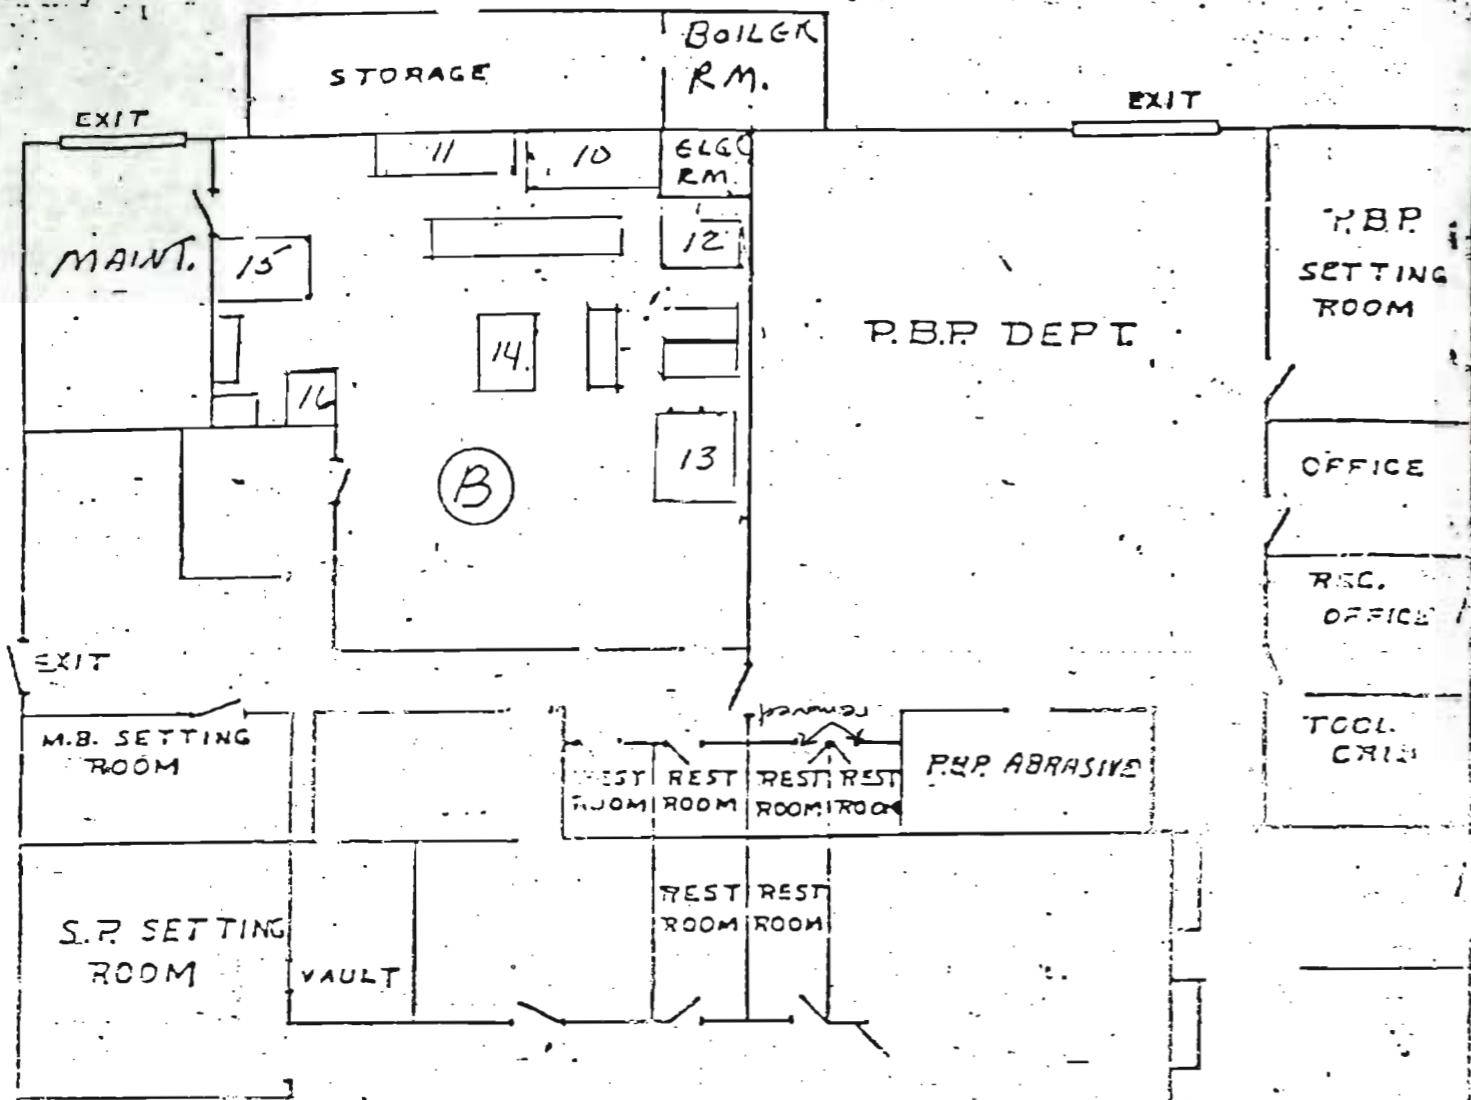 BOILER
RM.
STORAGE
EXIT
EXIT
11
10
ELEC
RM.
12
MAINT.
15
P.B.P.
SETTING
ROOM
14
P.B.P. DEPT.
16
13
B
OFFICE
REC.
OFFICE
EXIT
removed
M.B. SETTING
ROOM
TOOL
P.B.P. ABRASIVE
REST
ROOM
REST
ROOM
REST
ROOM
REST
ROOM
REST
ROOM
S.P. SETTING
ROOM
VAULT